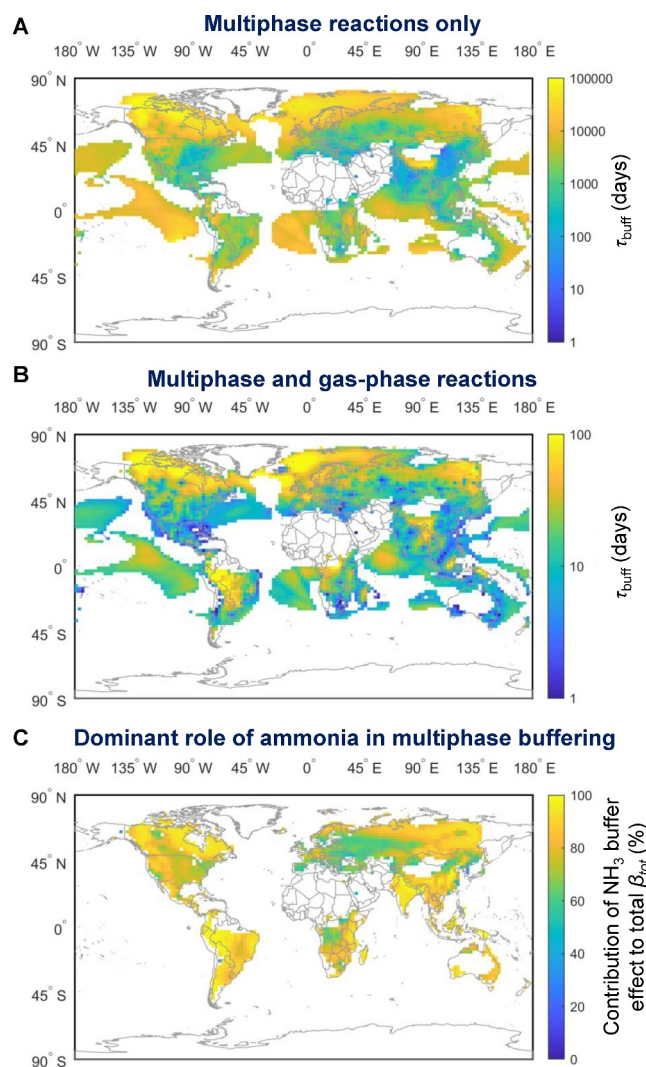 A
Multiphase reactions only
180° W 135° W 90° W 45° W 0° 45° E 90° E 135° E 180° E
90° N
45° N
0°
45° S
90° S
100000
10000
1000
100
10
1
τbuff (days)
B
Multiphase and gas-phase reactions
180° W 135° W 90° W 45° W 0° 45° E 90° E 135° E 180° E
90° N
45° N
0°
45° S
90° S
100
10
1
τbuff (days)
C
Dominant role of ammonia in multiphase buffering
180° W 135° W 90° W 45° W 0° 45° E 90° E 135° E 180° E
90° N
45° N
0°
45° S
90° S
100
80
60
40
20
0
Contribution of NH3 buffer
effect to total βtot (%)